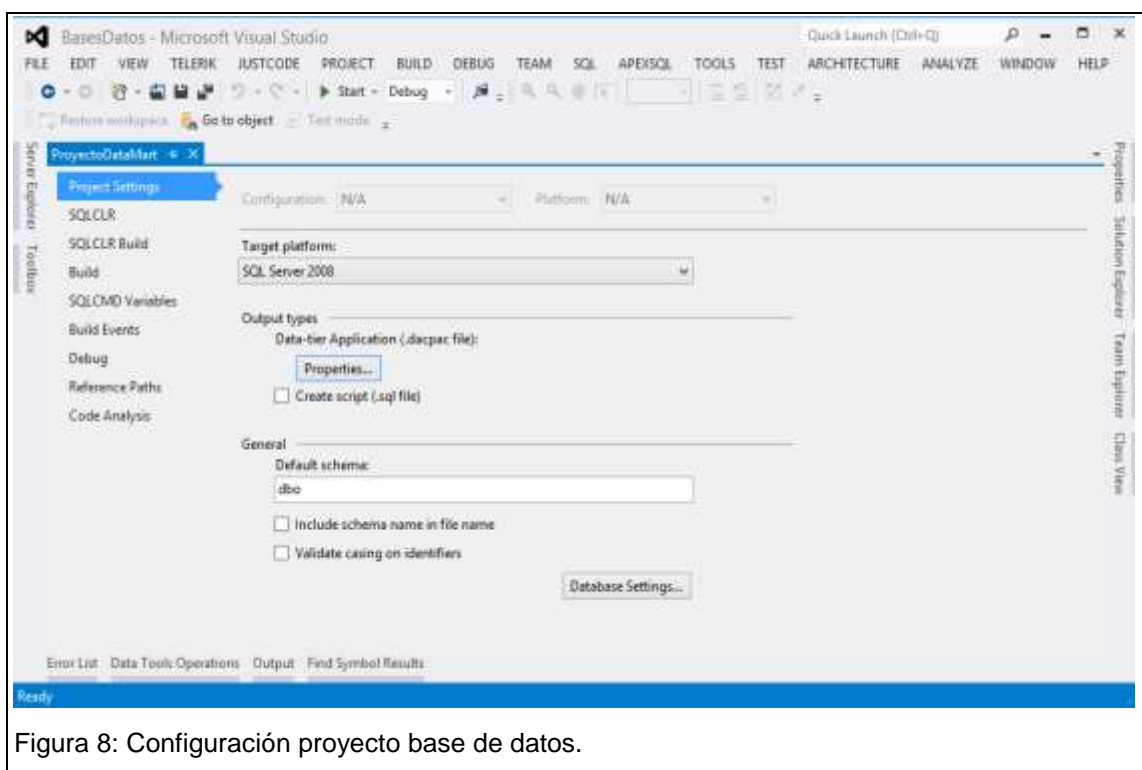 BasesDatos - Microsoft Visual Studio
Quick Launch (Ctrl+Q)
FILE EDIT VIEW TELERIK JUSTCODE PROJECT BUILD DEBUG TEAM SQL APEXSQL TOOLS TEST ARCHITECTURE ANALYZE WINDOW HELP
Start Debug
Restore workspace Go to object Test mode
Server Explorer Toolbox
ProyectoDataMart
Project Settings
SQLCLR
SQLCLR Build
Build
SQLCMD Variables
Build Events
Debug
Reference Paths
Code Analysis
Configuration: N/A Platform: N/A
Target platform:
SQL Server 2008
Output types
Data-tier Application (.dacpac file):
Properties...
Create script (.sql file)
General
Default schema:
dbo
Include schema name in file name
Validate casing on identifiers
Database Settings...
Properties Solution Explorer Team Explorer Class View
Error List Data Tools Operations Output Find Symbol Results
Ready
Figura 8: Configuración proyecto base de datos.